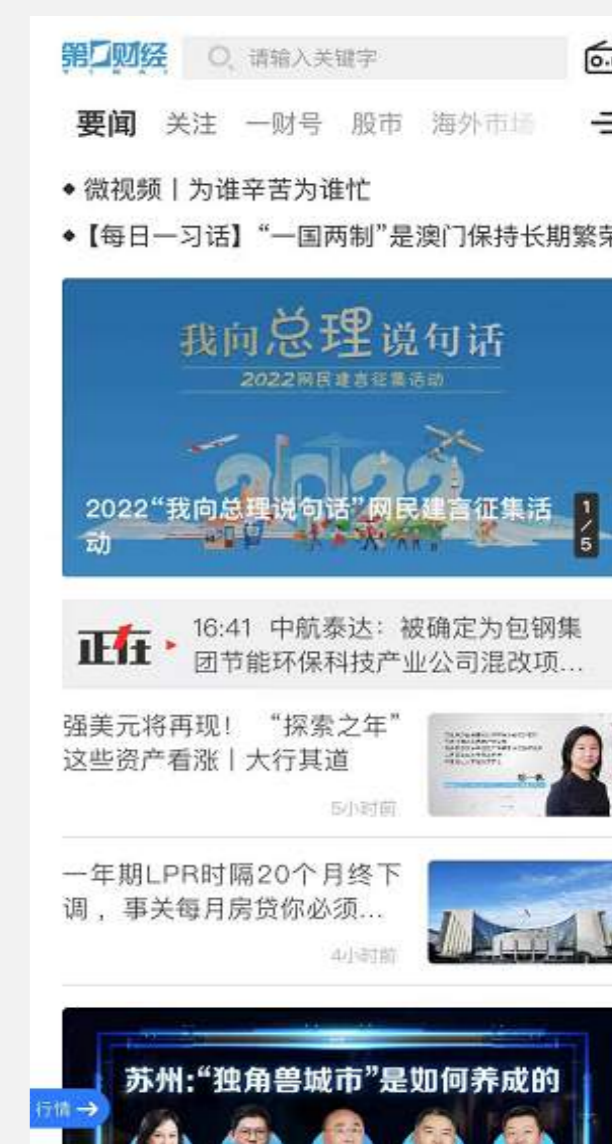 第一财经
请输入关键字
要闻 关注 一财号 股市 海外市场
◆ 微视频丨为谁辛苦为谁忙
◆【每日一习话】“一国两制”是澳门保持长期繁荣
我向总理说句话
2022网民建言征集活动
2022
2022“我向总理说句话”网民建言征集活
动
1/5
正在
16:41 中航泰达：被确定为包钢集
团节能环保科技产业公司混改项...
强美元将再现！ “探索之年”
这些资产看涨丨大行其道
5小时前
一年期LPR时隔20个月终下
调，事关每月房贷你必须...
4小时前
苏州:“独角兽城市”是如何养成的
行情 →